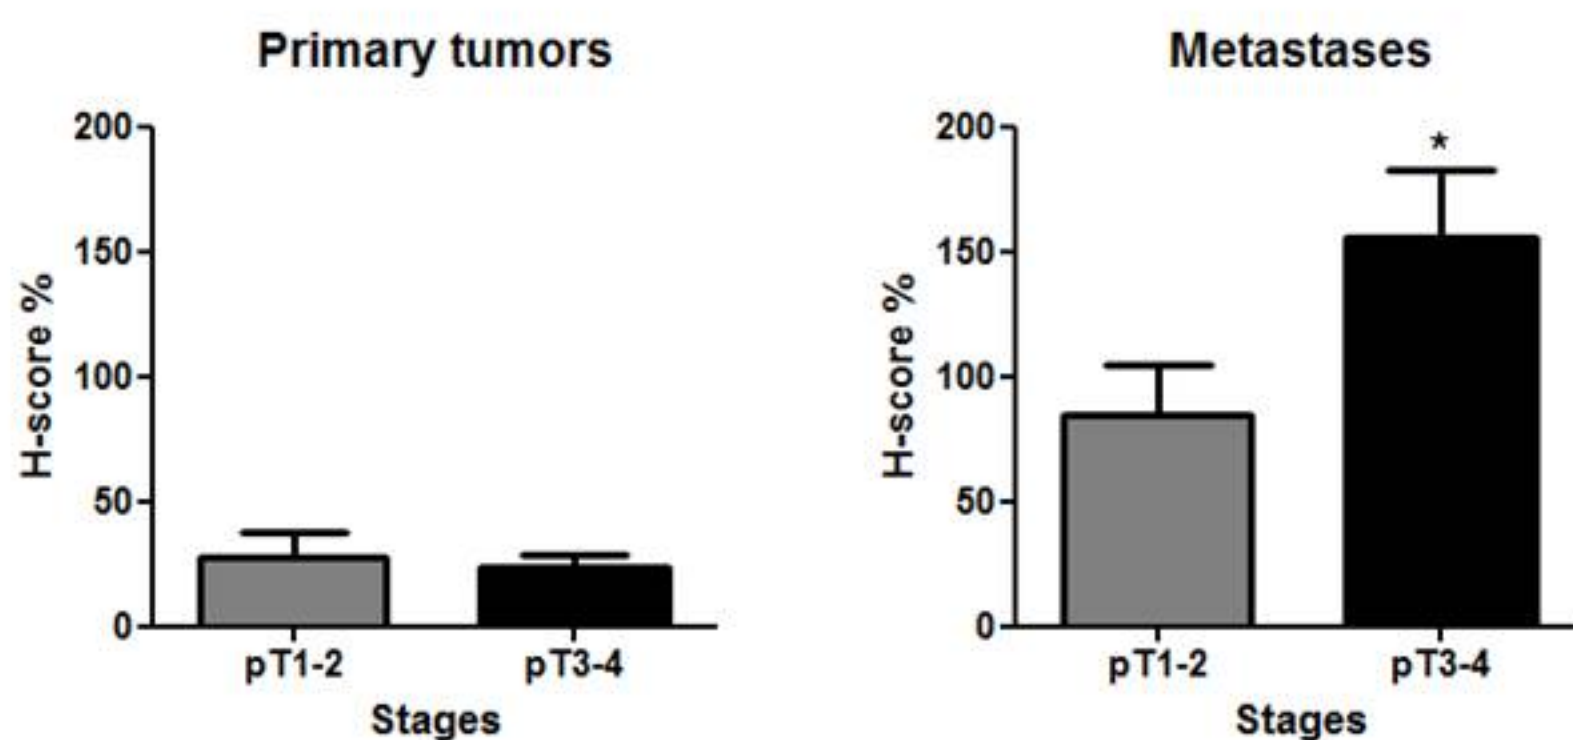 Primary tumors
200
150
100
50
0
H-score %
pT1-2
pT3-4
Stages
Metastases
200
*
150
100
50
0
H-score %
pT1-2
pT3-4
Stages